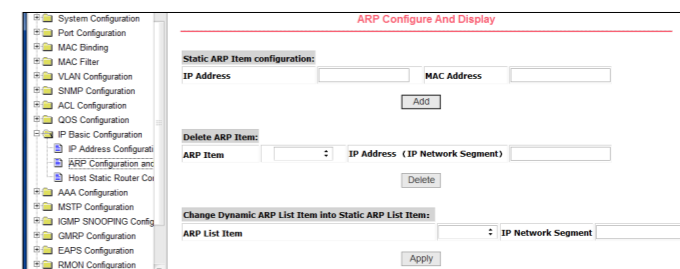 System Configuration
Port Configuration
MAC Binding
MAC Filter
VLAN Configuration
SNMP Configuration
ACL Configuration
QOS Configuration
IP Basic Configuration
IP Address Configurati
ARP Configuration and
Host Static Router Co
AAA Configuration
MSTP Configuration
IGMP SNOOPING Config
GMRP Configuration
EAPS Configuration
RMON Configuration
ARP Configure And Display
Static ARP Item configuration:
IP Address MAC Address
Add
Delete ARP Item:
ARP Item IP Address (IP Network Segment)
Delete
Change Dynamic ARP List Item into Static ARP List Item:
ARP List Item IP Network Segment
Apply